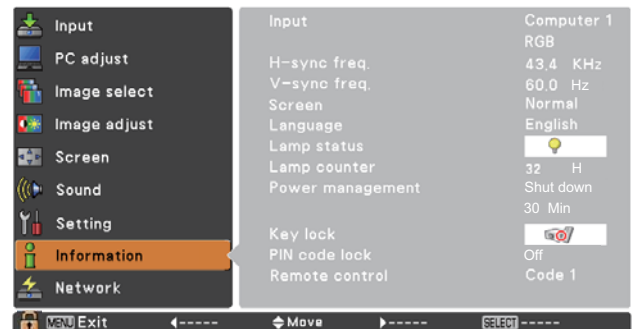 Input
PC adjust
Image select
Image adjust
Screen
Sound
Setting
Information
Network
Input Computer 1
RGB
H-sync freq. 43.4 KHz
V-sync freq. 60.0 Hz
Screen Normal
Language English
Lamp status
Lamp counter 32 H
Power management Shut down
30 Min
Key lock
PIN code lock Off
Remote control Code 1
MENU Exit ◀----- Move ▶----- SELECT -----